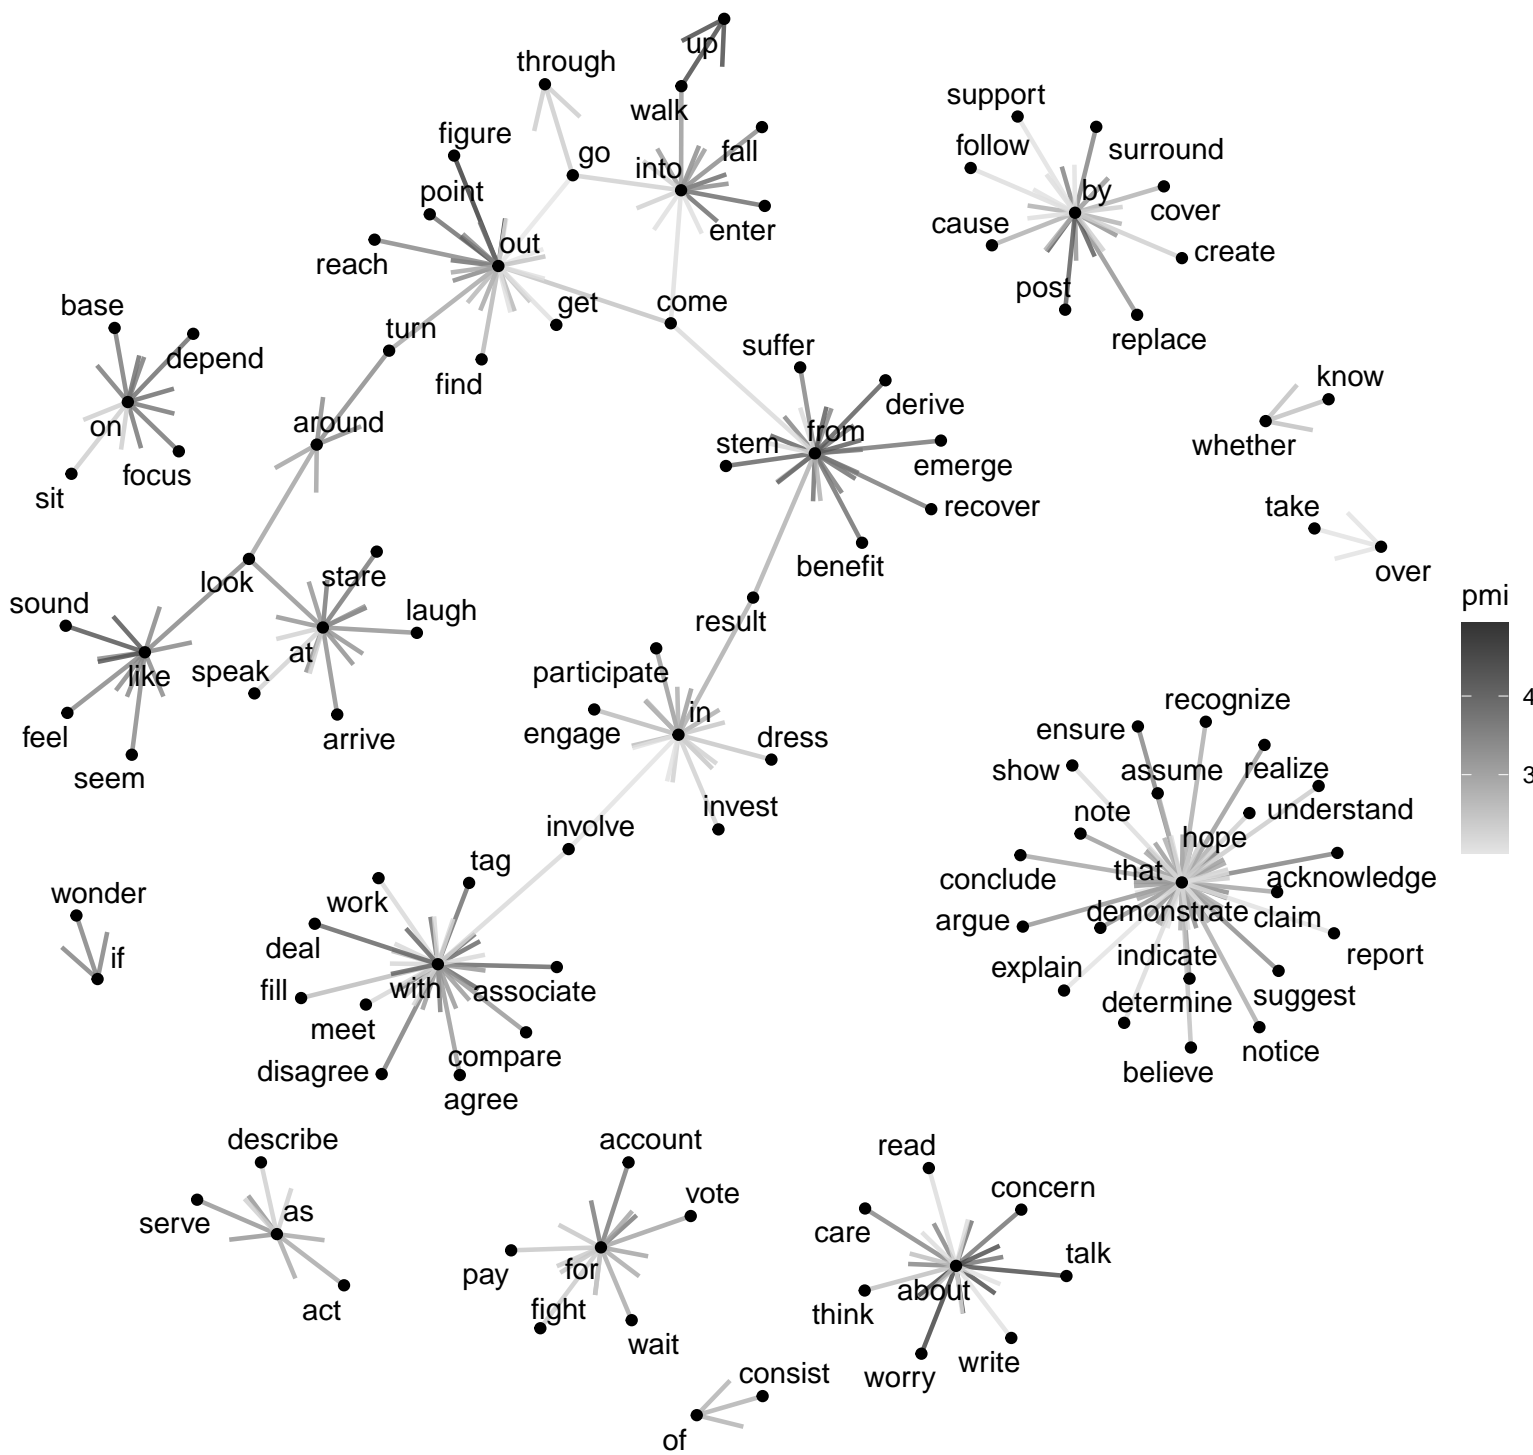 up
through
walk
support
figure
go
into
fall
follow
surround
point
by
cover
cause
enter
out
reach
create
get
come
post
base
turn
replace
depend
find
suffer
know
on
around
from
derive
whether
stem
emerge
focus
sit
recover
take
benefit
over
look
stare
pmi
sound
laugh
result
at
like
speak
participate
4
feel
arrive
engage
in
dress
recognize
ensure
seem
show
assume
realize
3
invest
note
understand
involve
hope
tag
that
wonder
work
conclude
acknowledge
deal
argue
demonstrate
claim
if
indicate
report
fill
with
associate
explain
meet
determine
suggest
disagree
compare
notice
agree
believe
describe
account
read
serve
as
vote
care
concern
talk
pay
for
act
fight
about
think
wait
worry
write
consist
of